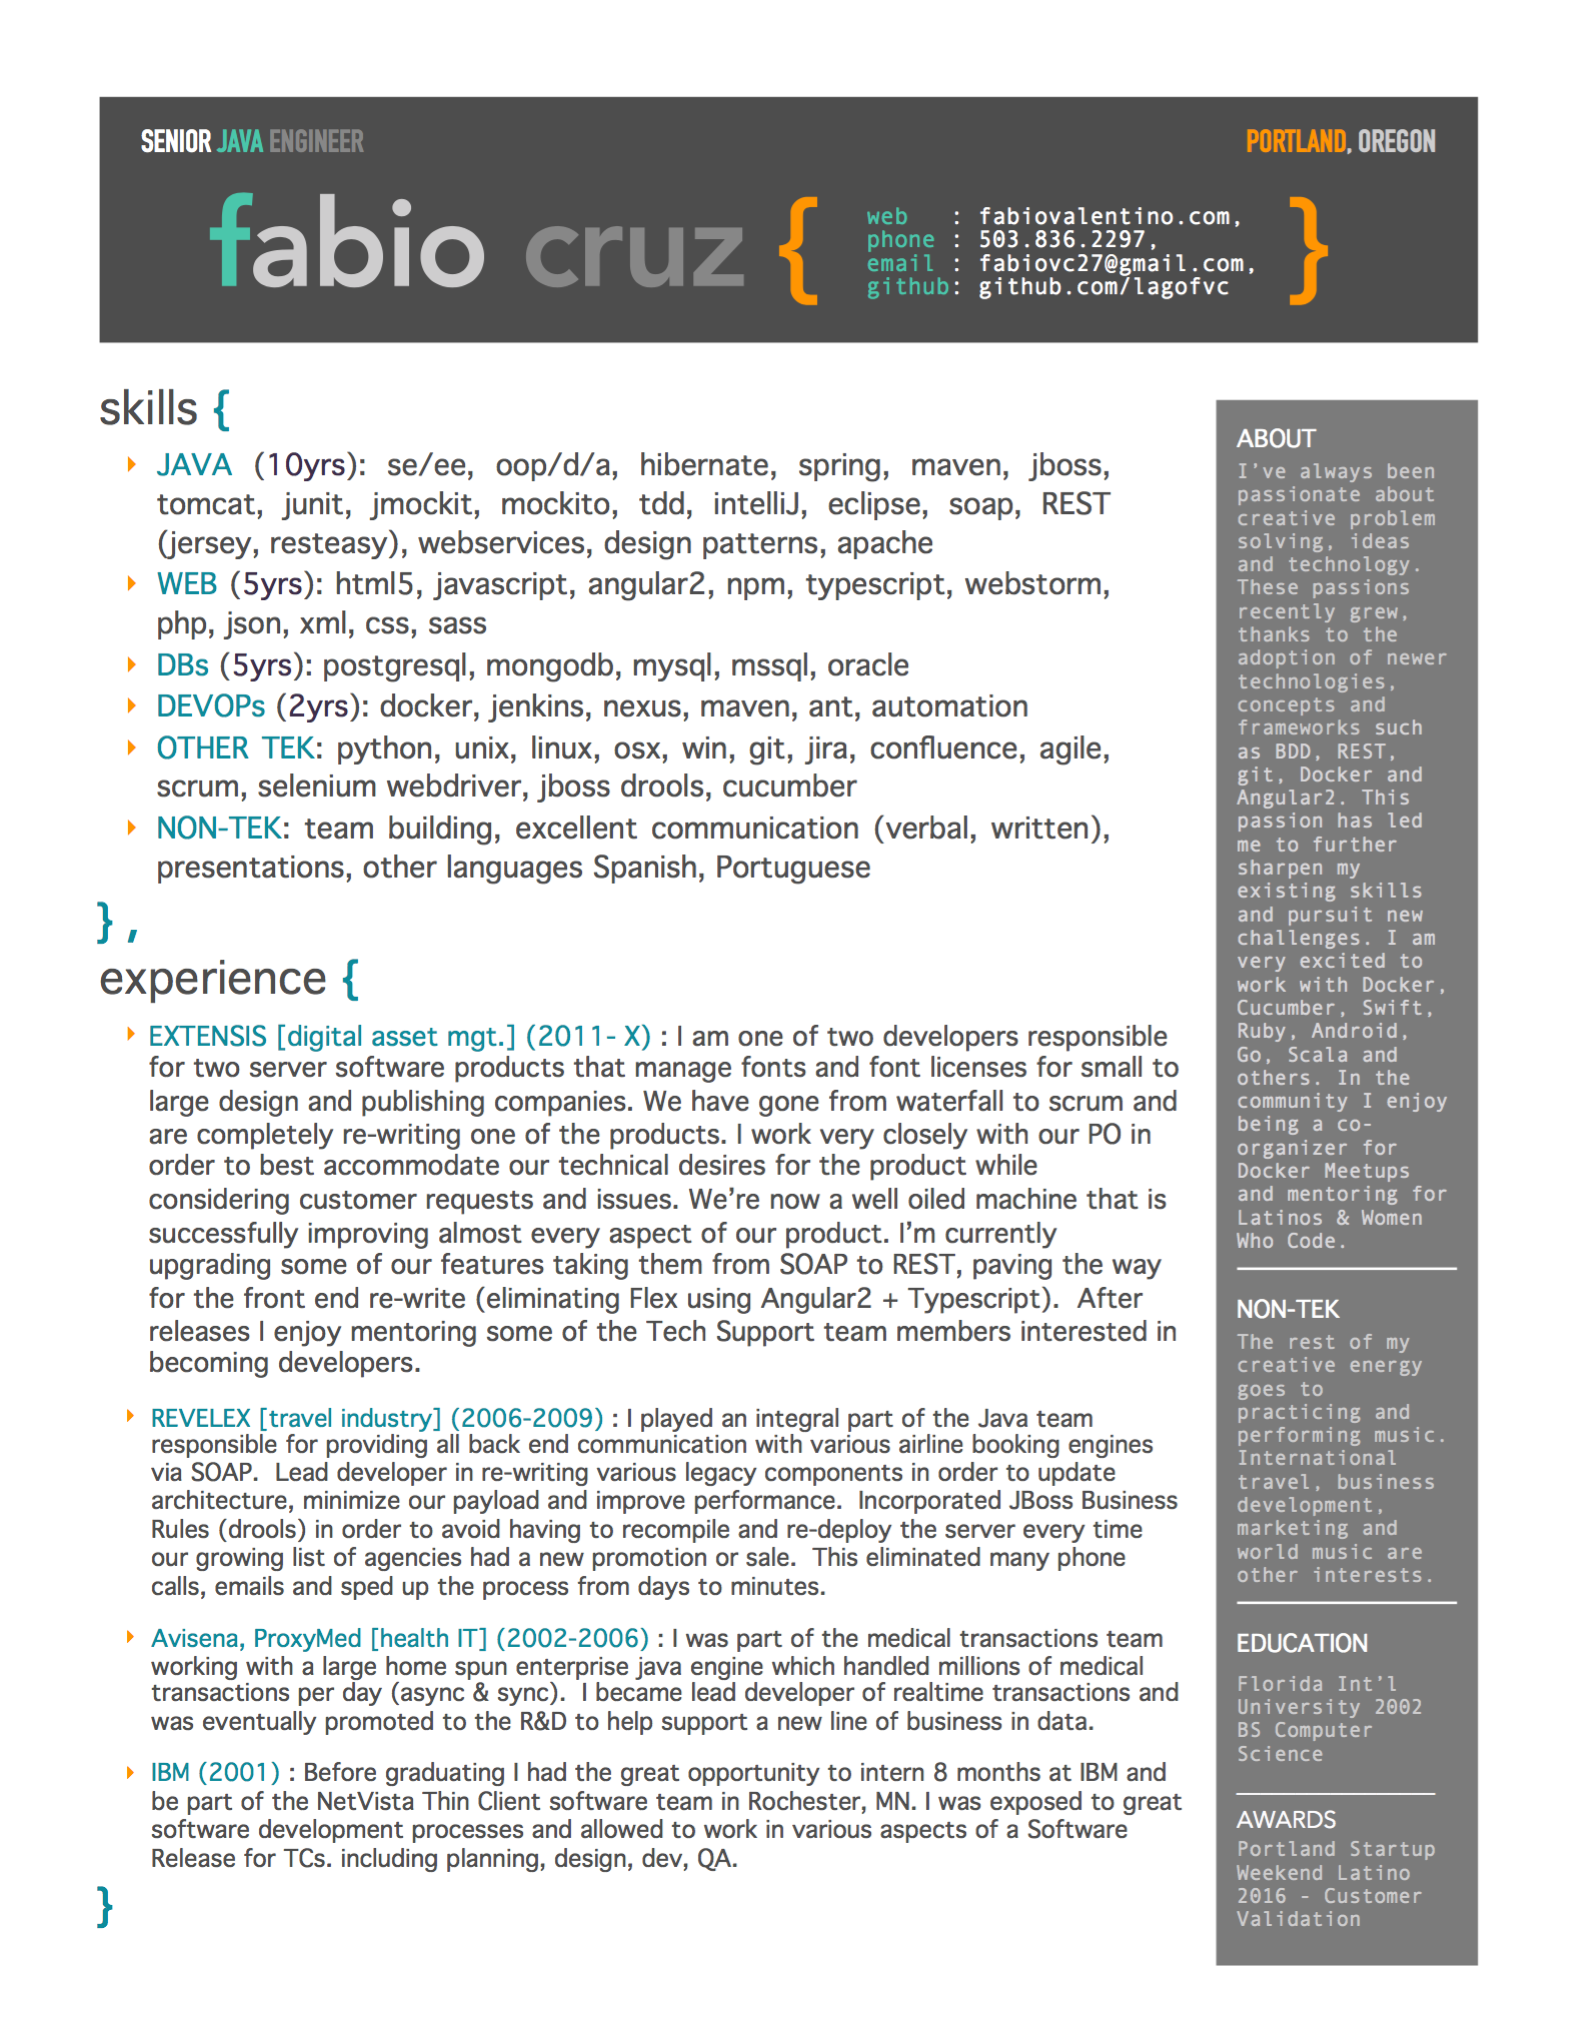 SENIOR JAVA ENGINEER
PORTLAND, OREGON
fabio cruz {
web : fabiovalentino.com,
phone : 503.836.2297,
email : fabiovc27@gmail.com,
github: github.com/lagofvc
}
skills {
JAVA (10yrs): se/ee, oop/d/a, hibernate, spring, maven, jboss,
tomcat, junit, jmockit, mockito, tdd, intelliJ, eclipse, soap, REST
(jersey, resteasy), webservices, design patterns, apache
WEB (5yrs): html5, javascript, angular2, npm, typescript, webstorm,
php, json, xml, css, sass
DBs (5yrs): postgresql, mongodb, mysql, mssql, oracle
DEVOPs (2yrs): docker, jenkins, nexus, maven, ant, automation
OTHER TEK: python, unix, linux, osx, win, git, jira, confluence, agile,
scrum, selenium webdriver, jboss drools, cucumber
NON-TEK: team building, excellent communication (verbal, written),
presentations, other languages Spanish, Portuguese
},
experience {
EXTENSIS [digital asset mgt.] (2011- X) : I am one of two developers responsible
for two server software products that manage fonts and font licenses for small to
large design and publishing companies. We have gone from waterfall to scrum and
are completely re-writing one of the products. I work very closely with our PO in
order to best accommodate our technical desires for the product while
considering customer requests and issues. We're now a well oiled machine that is
successfully improving almost every aspect of our product. I'm currently
upgrading some of our features taking them from SOAP to REST, paving the way
for the front end re-write (eliminating Flex using Angular2 + Typescript). After
releases I enjoy mentoring some of the Tech Support team members interested in
becoming developers.
REVELEX [travel industry] (2006-2009) : I played an integral part of the Java team
responsible for providing all back end communication with various airline booking engines
via SOAP. Lead developer in re-writing various legacy components in order to update
architecture, minimize our payload and improve performance. Incorporated JBoss Business
Rules (drools) in order to avoid having to recompile and re-deploy the server every time
our growing list of agencies had a new promotion or sale. This eliminated many phone
calls, emails and sped up the process from days to minutes.
Avisena, ProxyMed [health IT] (2002-2006) : I was part of the medical transactions team
working with a large home spun enterprise java engine which handled millions of medical
transactions per day (async & sync). I became lead developer of realtime transactions and
was eventually promoted to the R&D to help support a new line of business in data.
IBM (2001) : Before graduating I had the great opportunity to intern 8 months at IBM and
be part of the NetVista Thin Client software team in Rochester, MN. I was exposed to great
software development processes and allowed to work in various aspects of a Software
Release for TCs. including planning, design, dev, QA.
}
ABOUT
I've always been
passionate about
creative problem
solving, ideas
and technology.
These passions
recently grew,
thanks to the
adoption of newer
technologies,
concepts and
frameworks such
as BDD, REST,
git, Docker and
Angular2. This
passion has led
me to further
sharpen my
existing skills
and pursuit new
challenges. I am
very excited to
work with Docker,
Cucumber, Swift,
Ruby, Android,
Go, Scala and
others. In the
community I enjoy
being a co-
organizer for
Docker Meetups
and mentoring for
Latinos & Women
Who Code.
NON-TEK
The rest of my
creative energy
goes to
practicing and
performing music.
International
travel, business
development,
marketing and
world music are
other interests.
EDUCATION
Florida Int'l
University 2002
BS Computer
Science
AWARDS
Portland Startup
Weekend Latino
2016 - Customer
Validation